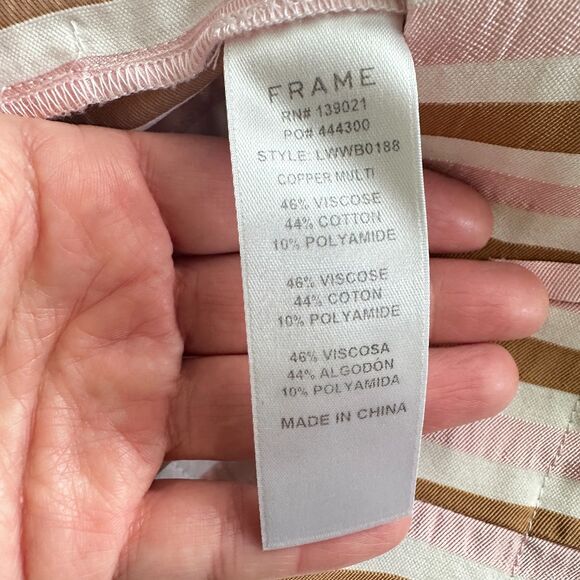 FRAME
RN# 139021
PO# 444300
STYLE: LWWB0188
COPPER MULTI
46% VISCOSE
44% COTTON
10% POLYAMIDE
46% VISCOSE
44% COTON
10% POLYAMIDE
46% VISCOSA
44% ALGODÓN
10% POLYAMIDA
MADE IN CHINA